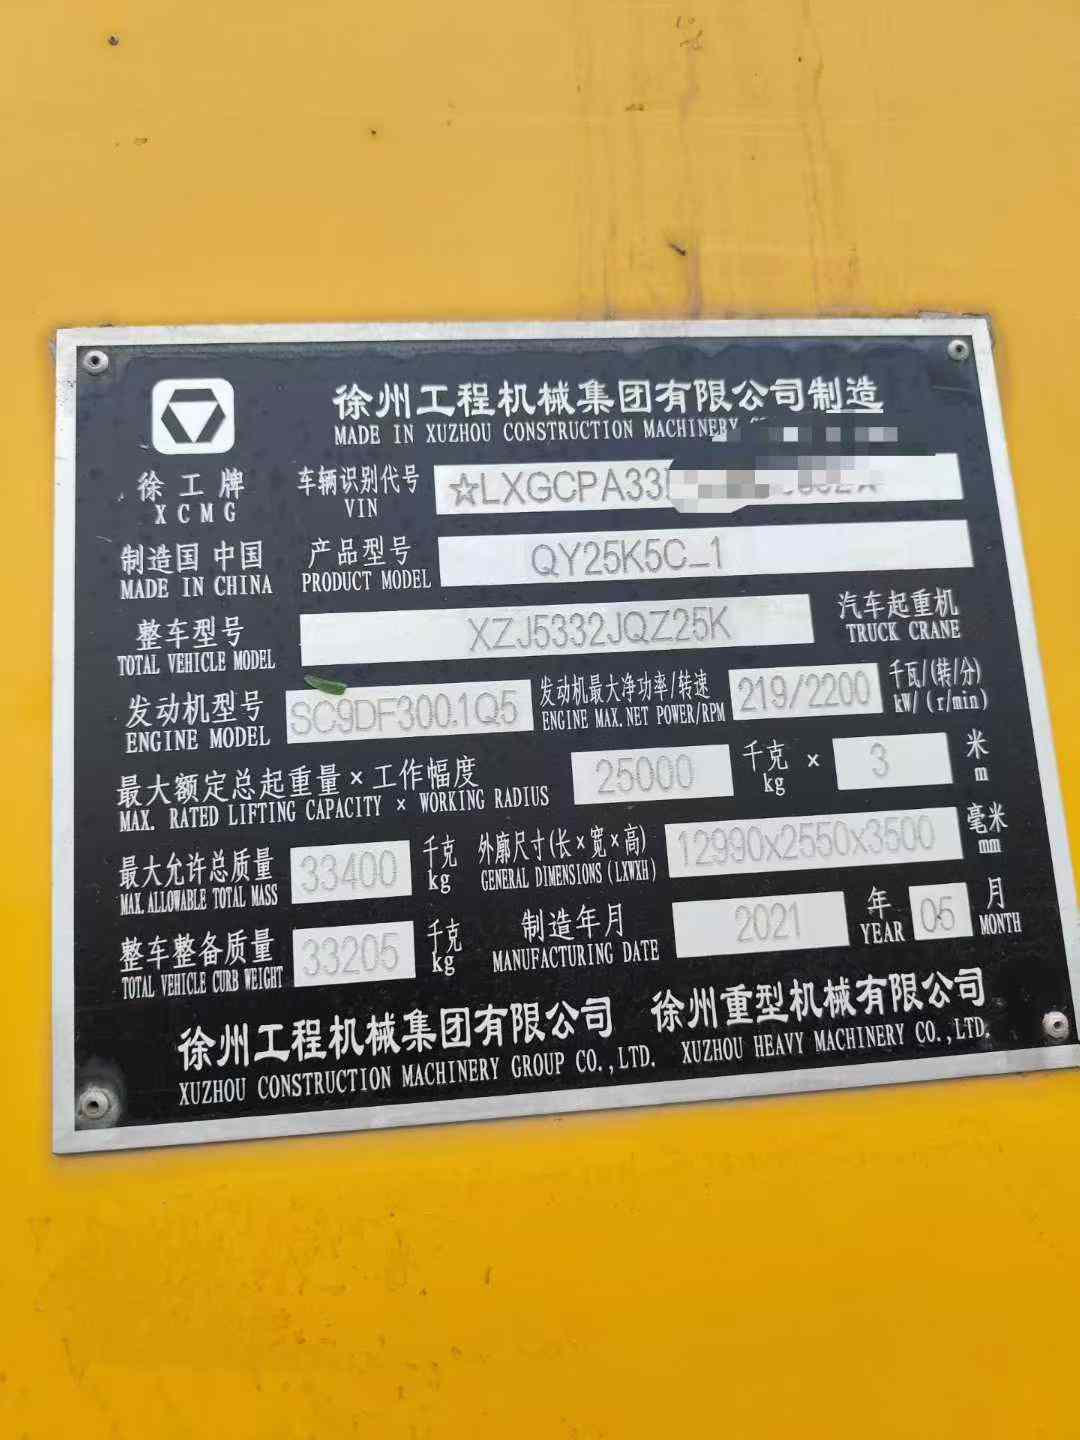 徐州工程机械集团有限公司制造
MADE IN XUZHOU CONSTRUCTION MACHINERY
徐工牌
XCMG
车辆识别代号
VIN
☆LXGCPA33
制造国 中国
MADE IN CHINA
产品型号
PRODUCT MODEL
QY25K5C_1
整车型号
TOTAL VEHICLE MODEL
XZJ5332JQZ25K
汽车起重机
TRUCK CRANE
发动机型号
ENGINE MODEL
SC9DF300.1Q5
发动机最大净功率/转速
ENGINE MAX.NET POWER/RPM
219/2200
千瓦/(转/分)
kW/(r/min)
最大额定总起重量×工作幅度
MAX. RATED LIFTING CAPACITY × WORKING RADIUS
25000
千克
kg
×
3
米
m
最大允许总质量
MAX.ALLOWABLE TOTAL MASS
33400
千克
kg
外廓尺寸(长×宽×高)
GENERAL DIMENSIONS(LXWXH)
12990x2550x3500
毫米
mm
整车整备质量
TOTAL VEHICLE CURB WEIGHT
33205
千克
kg
制造年月
MANUFACTURING DATE
2021
年
YEAR
05
月
MONTH
徐州工程机械集团有限公司 徐州重型机械有限公司
XUZHOU CONSTRUCTION MACHINERY GROUP CO.,LTD. XUZHOU HEAVY MACHINERY CO.,LTD.